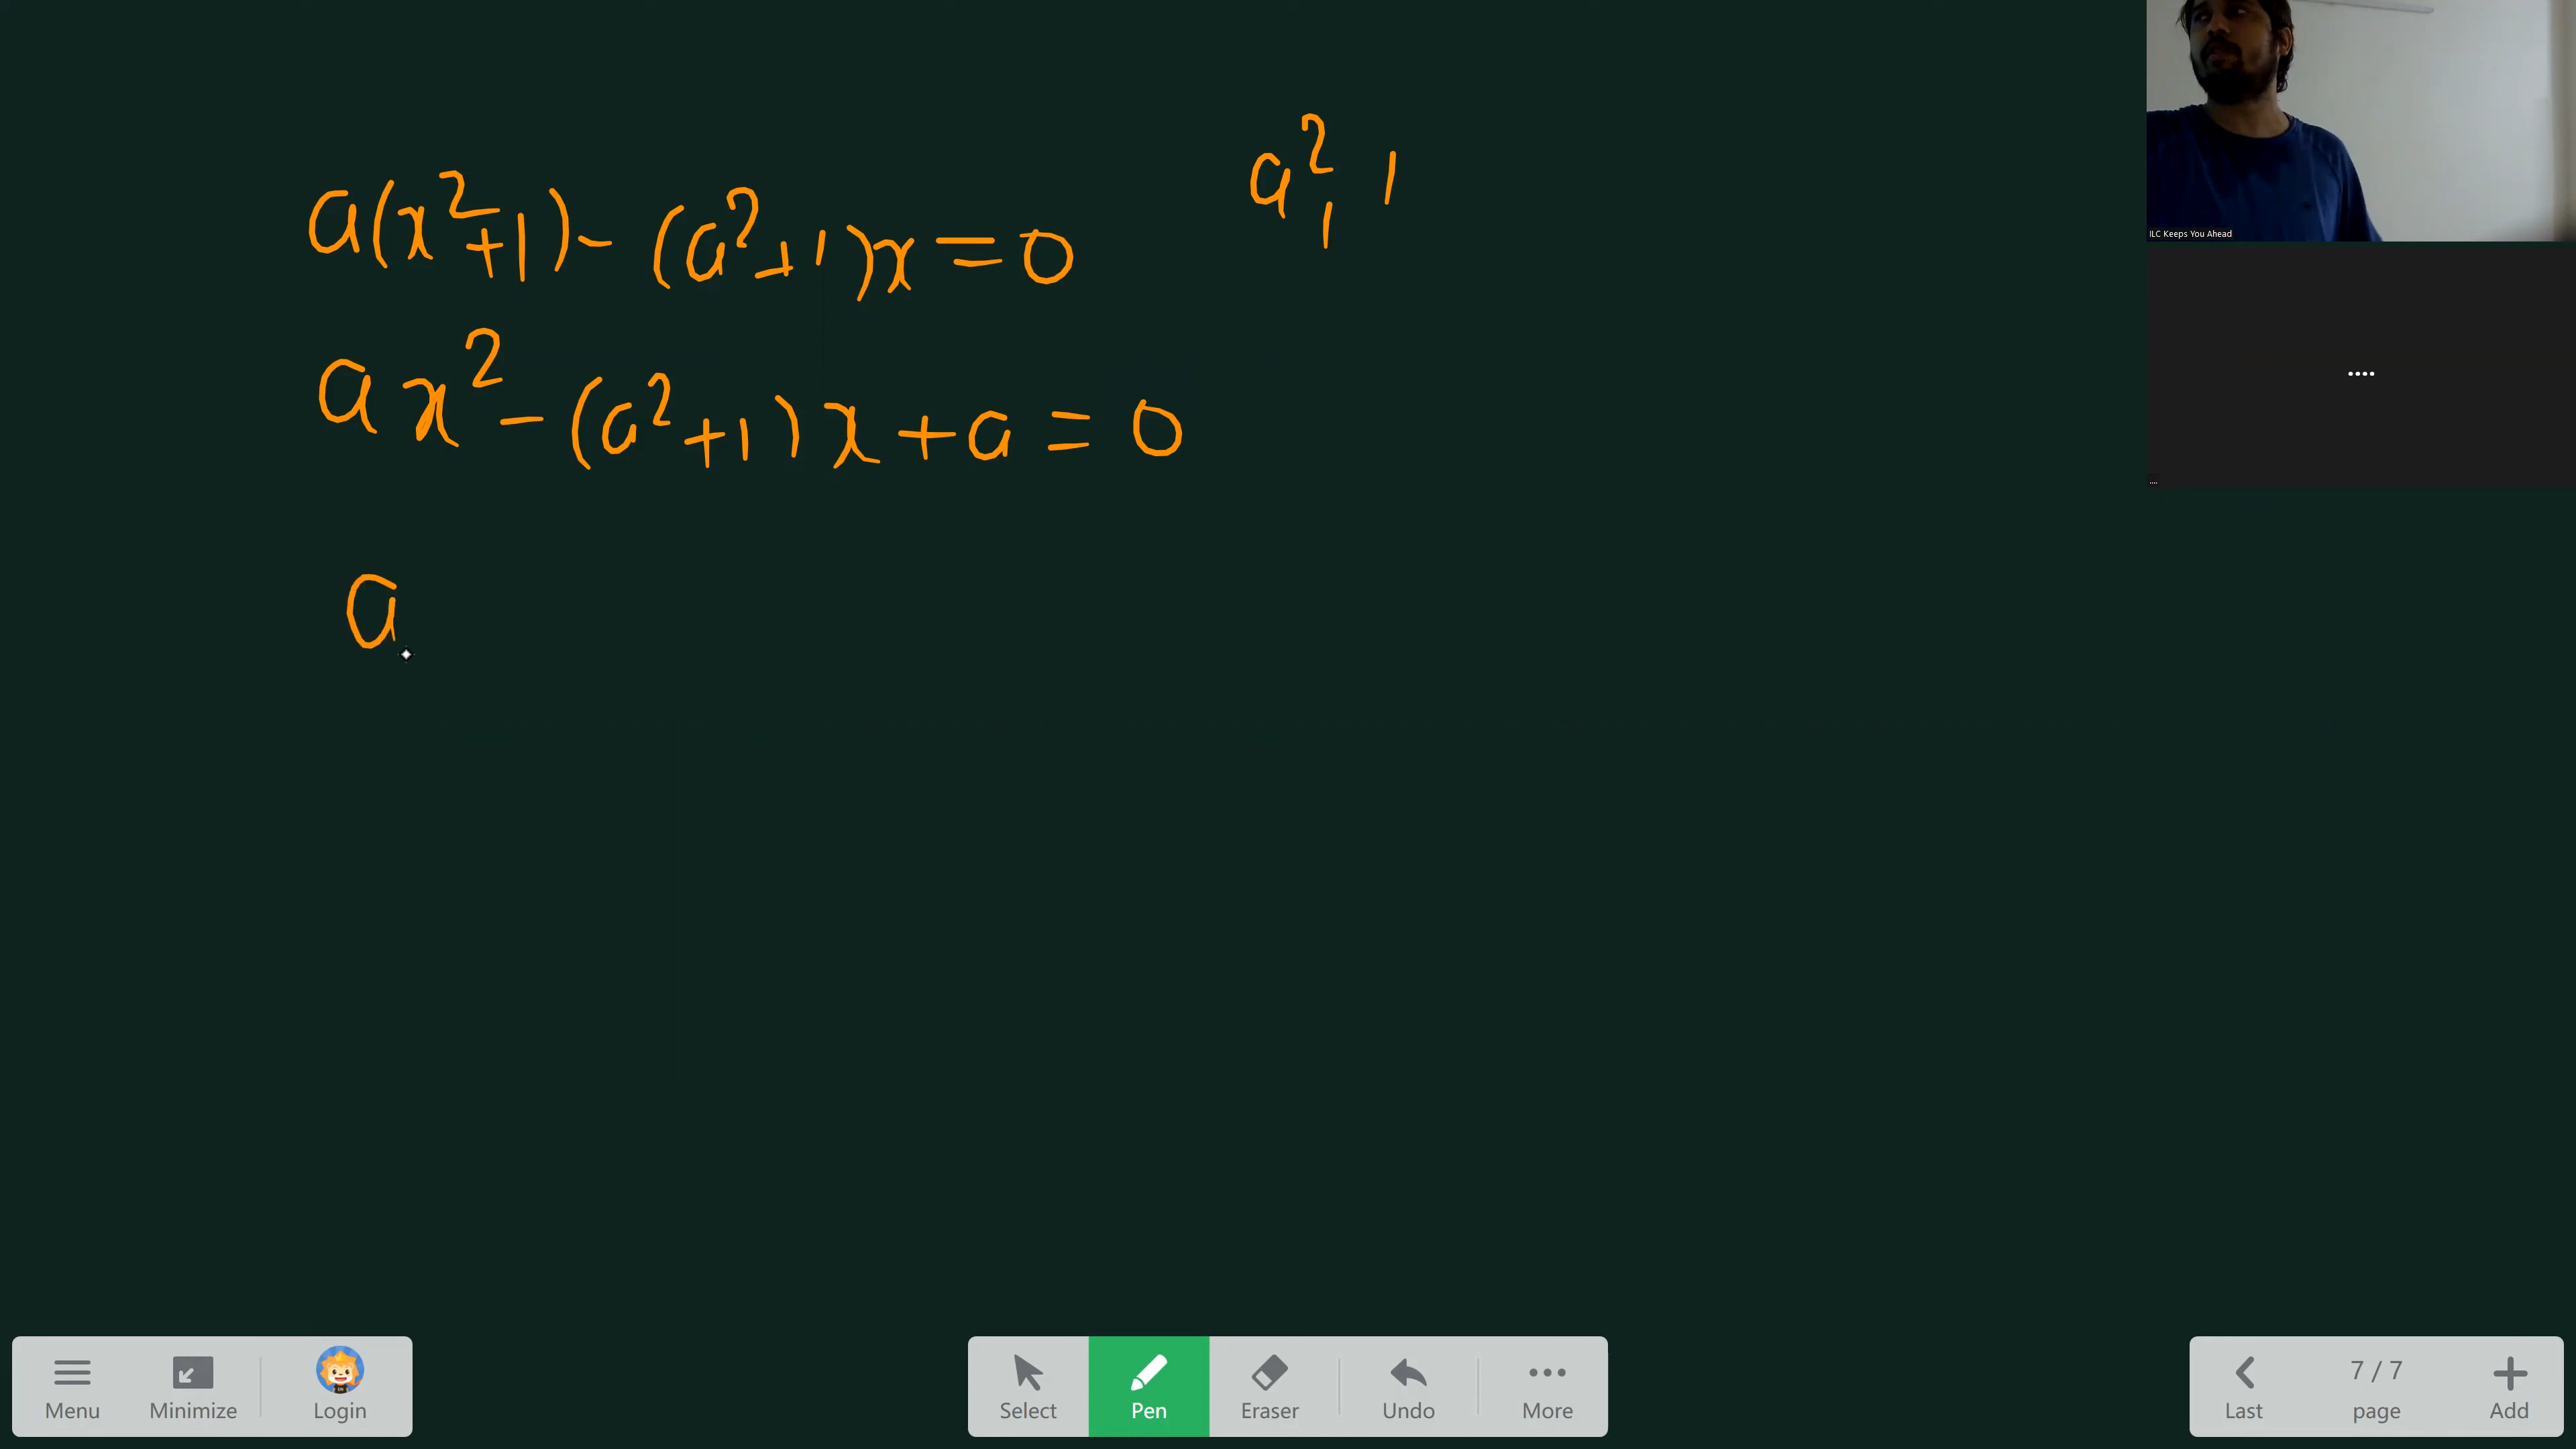 a(x²+1) - (a²+1)x = 0
a², 1
ax² - (a²+1)x + a = 0
a
ILC Keeps You Ahead
....
....
Menu Minimize Login
Select Pen Eraser Undo More
7 / 7
Last page Add